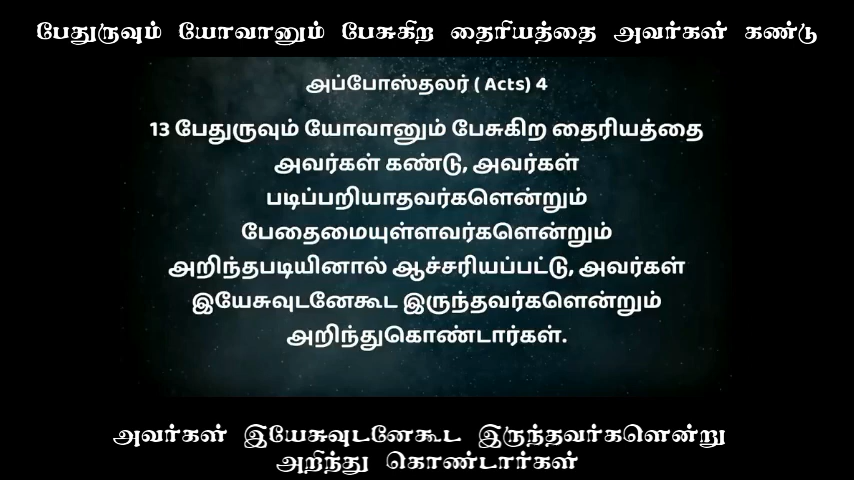 பேதுருவும் யோவானும் பேசுகிற தைரியத்தை அவர்கள் கண்டு
அப்போஸ்தலர் ( Acts) 4
13 பேதுருவும் யோவானும் பேசுகிற தைரியத்தை
அவர்கள் கண்டு, அவர்கள்
படிப்பறியாதவர்களென்றும்
பேதைமையுள்ளவர்களென்றும்
அறிந்தபடியினால் ஆச்சரியப்பட்டு, அவர்கள்
இயேசுவுடனேகூட இருந்தவர்களென்றும்
அறிந்துகொண்டார்கள்.
அவர்கள் இயேசுவுடனேகூட இருந்தவர்களென்று
அறிந்து கொண்டார்கள்